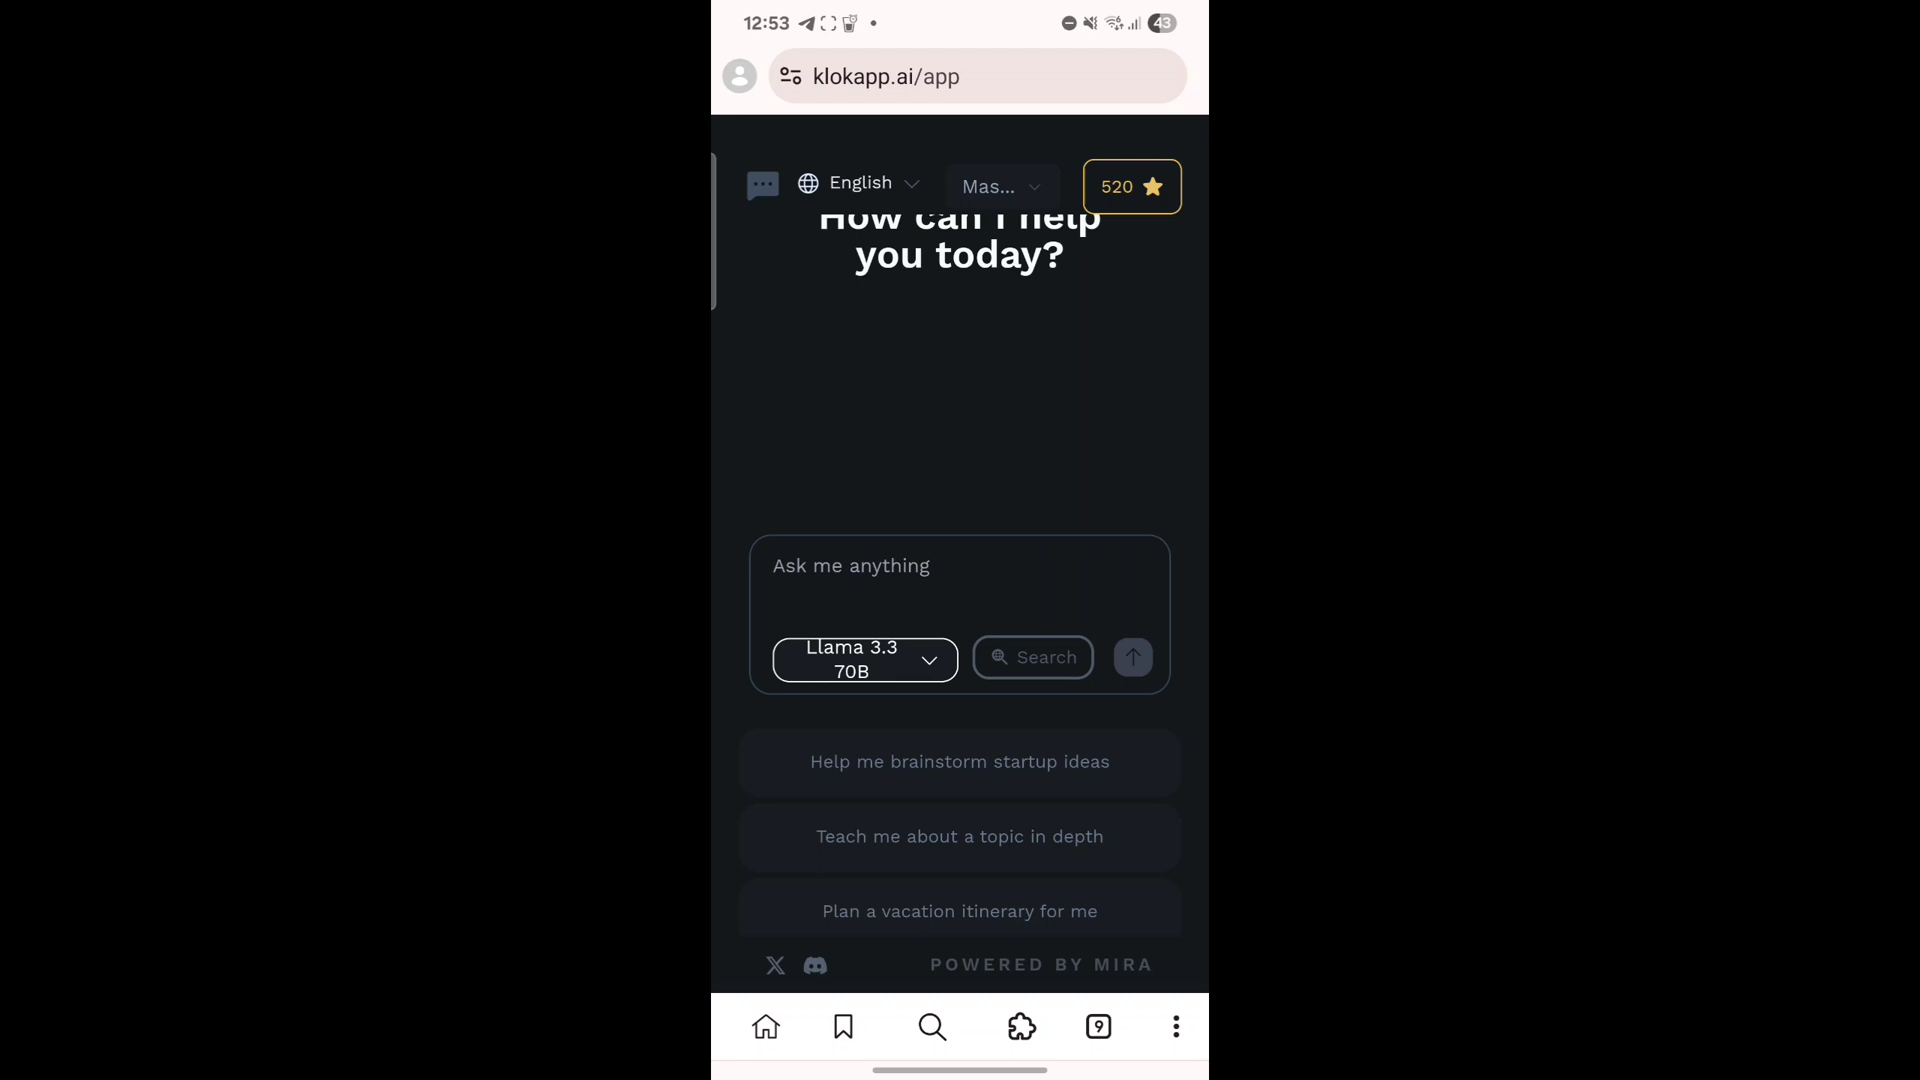 12:53
43
klokapp.ai/app
English
Mas...
520
How can I help
you today?
Ask me anything
Llama 3.3
70B
Search
Help me brainstorm startup ideas
Teach me about a topic in depth
Plan a vacation itinerary for me
POWERED BY MIRA
9